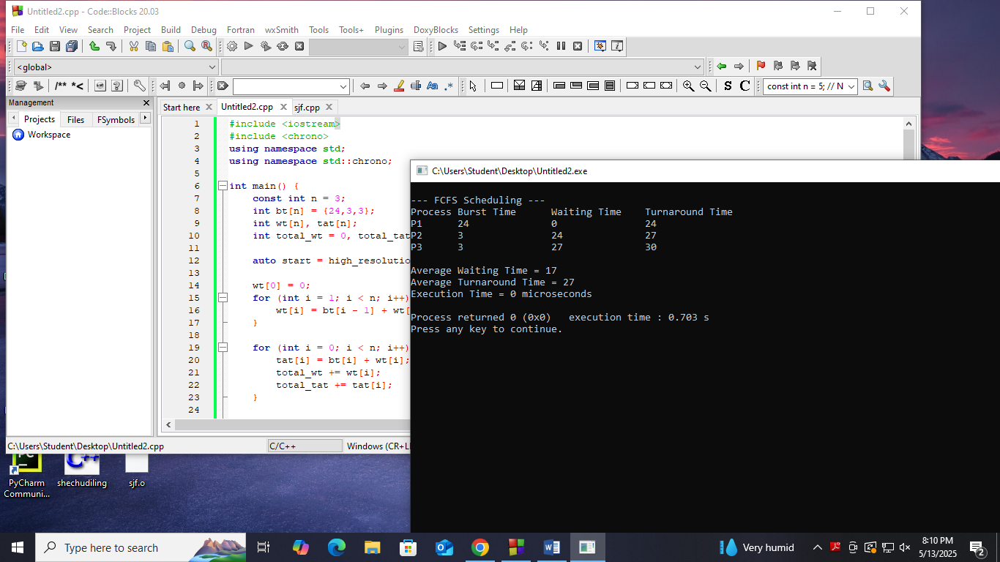 Untitled2.cpp - Code::Blocks 20.03
File Edit View Search Project Build Debug Fortran wxSmith Tools Tools+ Plugins DoxyBlocks Settings Help
<global>
/** *<
S C const int n = 5; // N
Management
Start here Untitled2.cpp sjf.cpp
Projects Files FSymbols
Workspace
1 #include <iostream>
2 #include <chrono>
3 using namespace std;
4 using namespace std::chrono;
5
6 int main() {
7 const int n = 3;
8 int bt[n] = {24,3,3};
9 int wt[n], tat[n];
10 int total_wt = 0, total_tat
11
12 auto start = high_resolutio
13
14 wt[0] = 0;
15 for (int i = 1; i < n; i++)
16 wt[i] = bt[i - 1] + wt[
17 }
18
19 for (int i = 0; i < n; i++)
20 tat[i] = bt[i] + wt[i];
21 total_wt += wt[i];
22 total_tat += tat[i];
23 }
24
C:\Users\Student\Desktop\Untitled2.cpp C/C++ Windows (CR+L
C:\Users\Student\Desktop\Untitled2.exe
--- FCFS Scheduling ---
Process Burst Time Waiting Time Turnaround Time
P1 24 0 24
P2 3 24 27
P3 3 27 30
Average Waiting Time = 17
Average Turnaround Time = 27
Execution Time = 0 microseconds
Process returned 0 (0x0) execution time : 0.703 s
Press any key to continue.
PC
C++
PyCharm
Communi...
shechudiling
sjf.o
Type here to search
Very humid
8:10 PM
5/13/2025
2